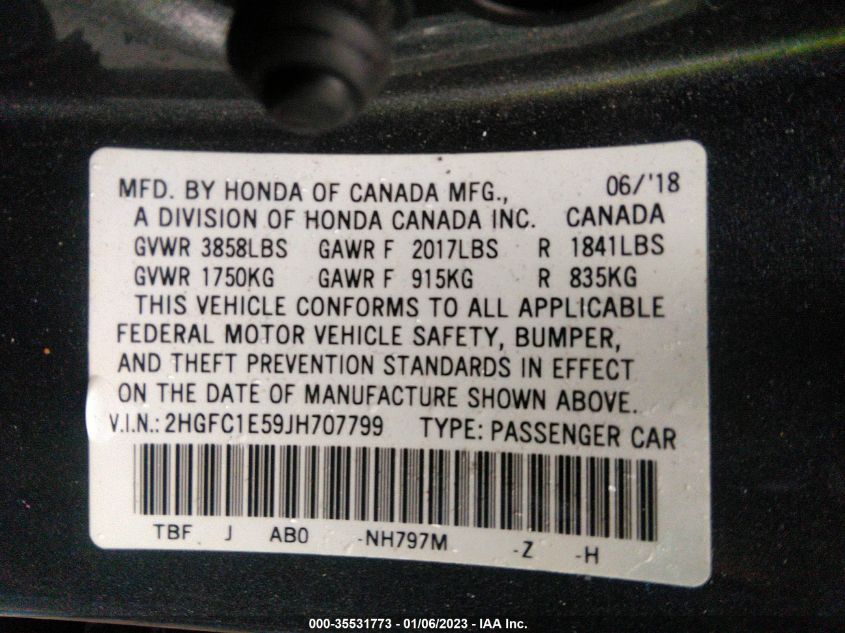 MFD. BY HONDA OF CANADA MFG., 06/'18
A DIVISION OF HONDA CANADA INC. CANADA
GVWR 3858LBS GAWR F 2017LBS R 1841LBS
GVWR 1750KG GAWR F 915KG R 835KG
THIS VEHICLE CONFORMS TO ALL APPLICABLE
FEDERAL MOTOR VEHICLE SAFETY, BUMPER,
AND THEFT PREVENTION STANDARDS IN EFFECT
ON THE DATE OF MANUFACTURE SHOWN ABOVE.
V.I.N.: 2HGFC1E59JH707799 TYPE: PASSENGER CAR
TBF J AB0 -NH797M -Z -H
000-35531773 - 01/06/2023 - IAA Inc.